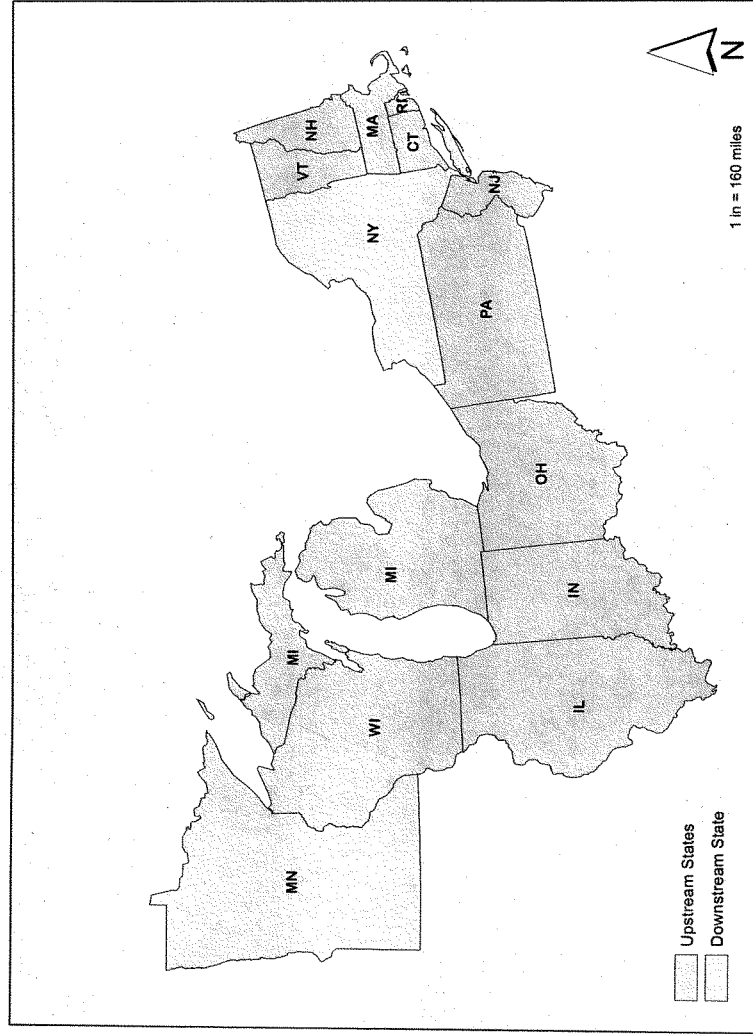 MN
WI
MI
MI
IL
IN
OH
PA
NY
VT
NH
MA
RI
CT
NJ
Upstream States
Downstream State
1 in = 160 miles
N